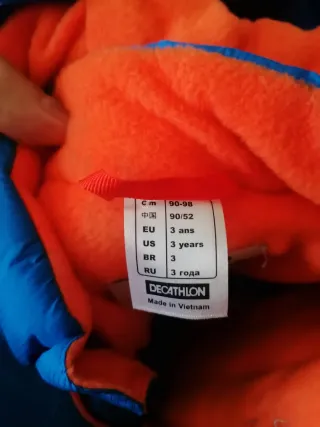 Cm 90-98
中国 90/52
EU 3 ans
US 3 years
BR 3
RU 3 года
DECATHLON
Made in Vietnam